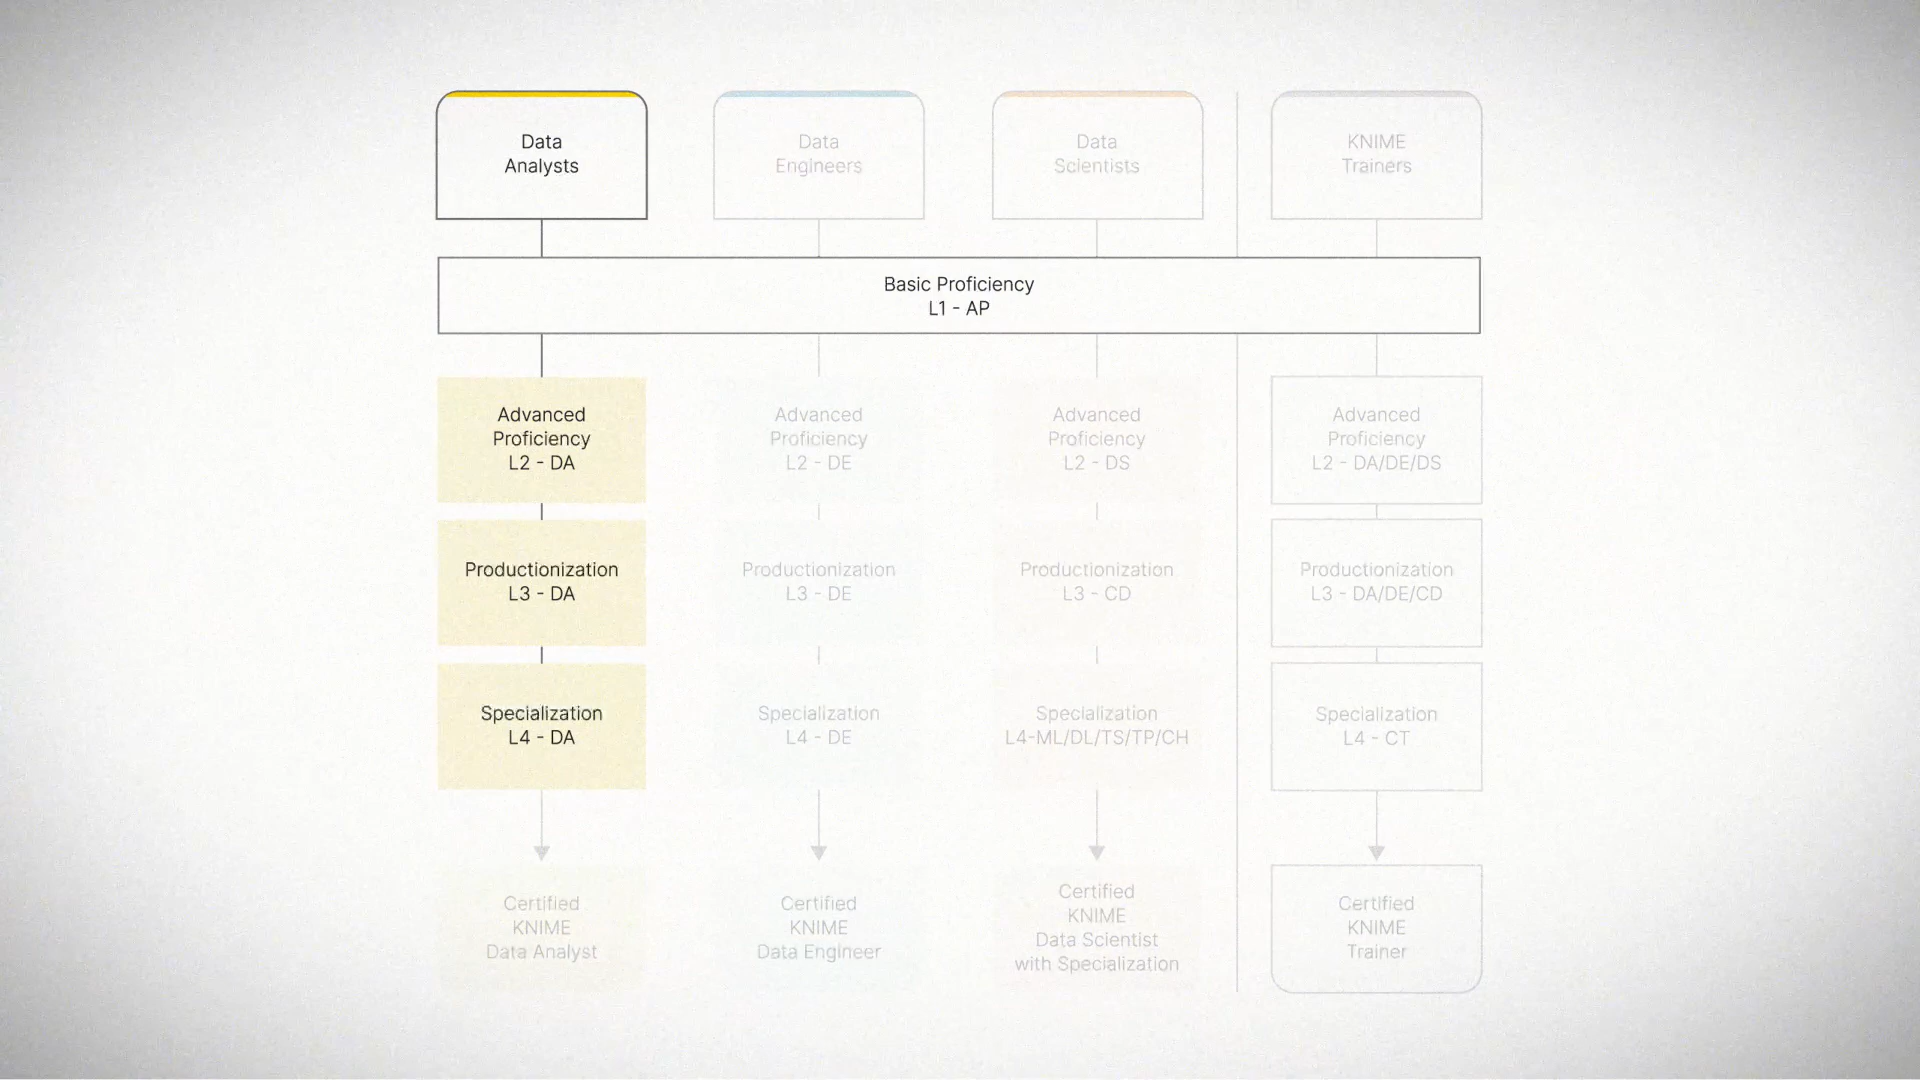 Data
Analysts
Data
Engineers
Data
Scientists
KNIME
Trainers
Basic Proficiency
L1 - AP
Advanced
Proficiency
L2 - DA
Advanced
Proficiency
L2 - DE
Advanced
Proficiency
L2 - DS
Advanced
Proficiency
L2 - DA/DE/DS
Productionization
L3 - DA
Productionization
L3 - DE
Productionization
L3 - CD
Productionization
L3 - DA/DE/CD
Specialization
L4 - DA
Specialization
L4 - DE
Specialization
L4-ML/DL/TS/TP/CH
Specialization
L4 - CT
Certified
KNIME
Data Analyst
Certified
KNIME
Data Engineer
Certified
KNIME
Data Scientist
with Specialization
Certified
KNIME
Trainer